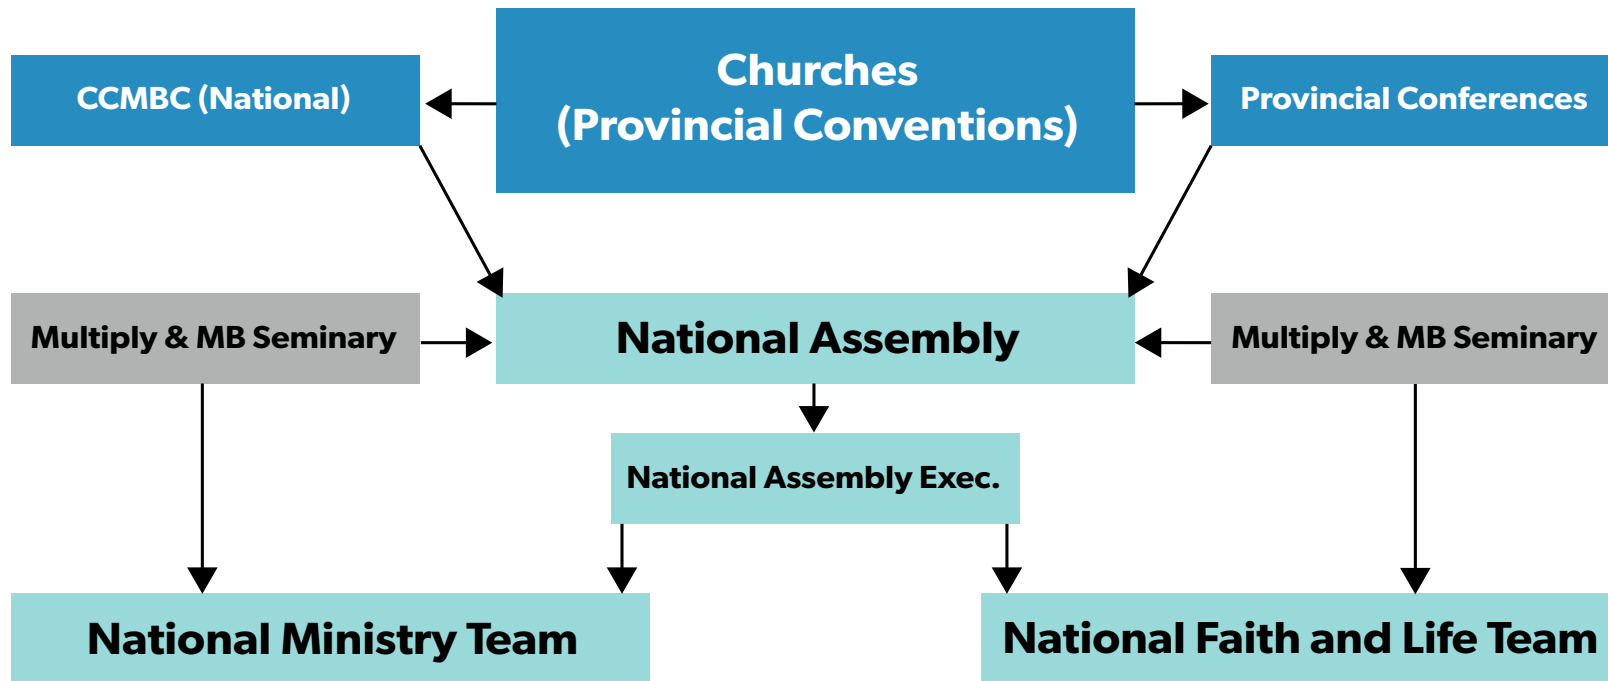 Churches
(Provincial Conventions)
CCMBC (National)
Provincial Conferences
Multiply & MB Seminary
National Assembly
Multiply & MB Seminary
National Assembly Exec.
National Ministry Team
National Faith and Life Team